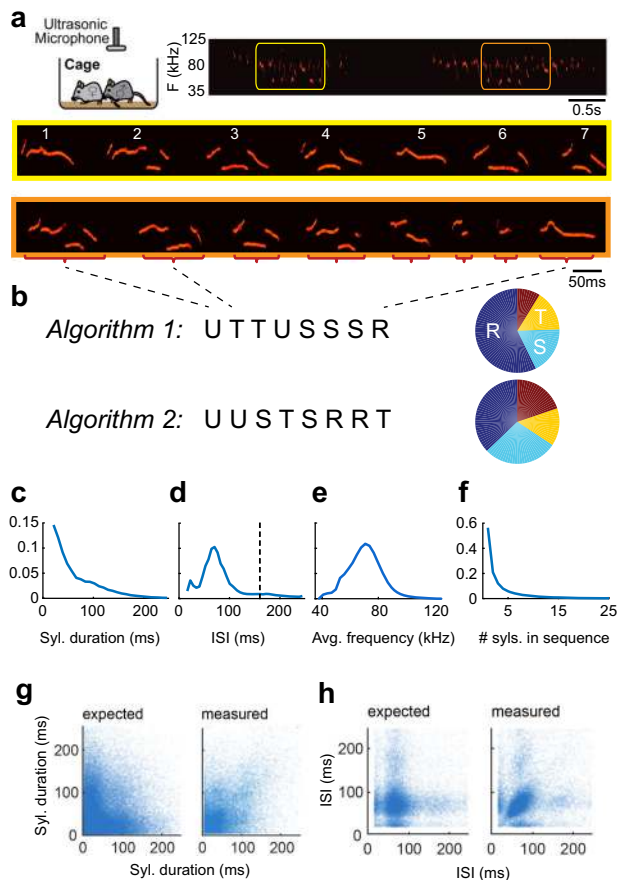 a
Ultrasonic
Microphone
Cage
F (kHz)
125
80
35
0.5s
1 2 3 4 5 6 7
50ms
b
Algorithm 1: U T T U S S S R
R T S
Algorithm 2: U U S T S R R T
c d e f
0.15
0.1
0.05
0
0 100 200
Syl. duration (ms)
0 100 200
ISI (ms)
40 80 120
Avg. frequency (kHz)
0.6
0.4
0.2
0
5 15 25
# syls. in sequence
g
expected measured
Syl. duration (ms)
200
100
0
0 100 200 0 100 200
Syl. duration (ms)
h
expected measured
ISI (ms)
200
100
0
0 100 200 0 100 200
ISI (ms)